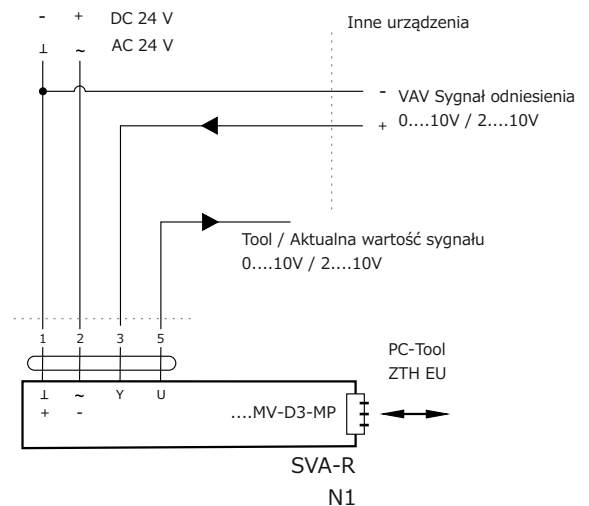 - + DC 24 V
⊥ ~ AC 24 V
Inne urządzenia
- VAV Sygnał odniesienia
+ 0....10V / 2....10V
Tool / Aktualna wartość sygnału
0....10V / 2....10V
1 2 3 5
⊥ ~ Y U
+ -
....MV-D3-MP
PC-Tool
ZTH EU
SVA-R
N1